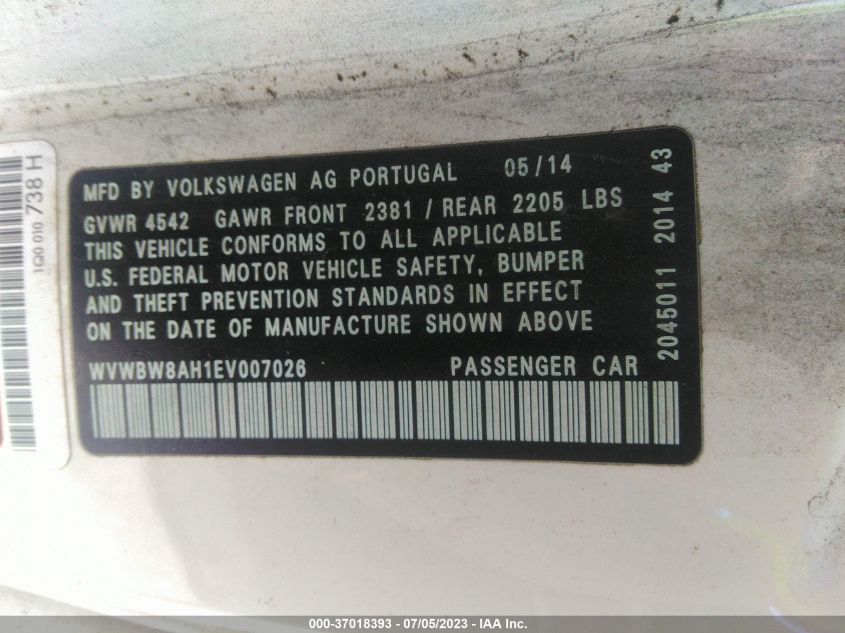 MFD BY VOLKSWAGEN AG PORTUGAL 05/14
GVWR 4542 GAWR FRONT 2381 / REAR 2205 LBS
THIS VEHICLE CONFORMS TO ALL APPLICABLE
U.S. FEDERAL MOTOR VEHICLE SAFETY, BUMPER
AND THEFT PREVENTION STANDARDS IN EFFECT
ON THE DATE OF MANUFACTURE SHOWN ABOVE
WVWBW8AH1EV007026 PASSENGER CAR
2045011 2014 43
1Q0 010 738 H
000-37018393 - 07/05/2023 - IAA Inc.